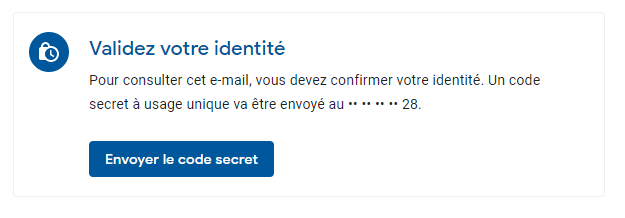 Validez votre identité
Pour consulter cet e-mail, vous devez confirmer votre identité. Un code
secret à usage unique va être envoyé au •• •• •• •• 28.
Envoyer le code secret